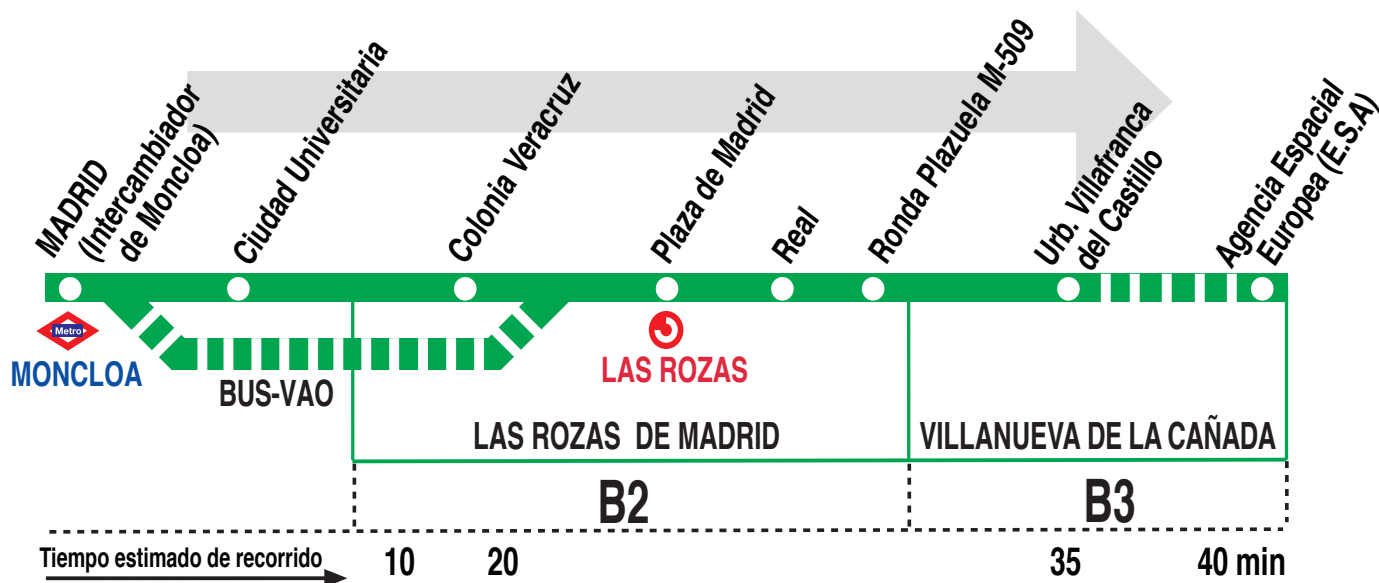 MADRID
(Intercambiador
de Moncloa)
Ciudad Universitaria
Colonia Veracruz
Plaza de Madrid
Real
Ronda Plazuela M-509
Urb. Villafranca
del Castillo
Agencia Espacial
Europea (E.S.A)
Metro
MONCLOA
BUS-VAO
LAS ROZAS
LAS ROZAS DE MADRID
VILLANUEVA DE LA CAÑADA
B2
B3
Tiempo estimado de recorrido 10 20 35 40 min